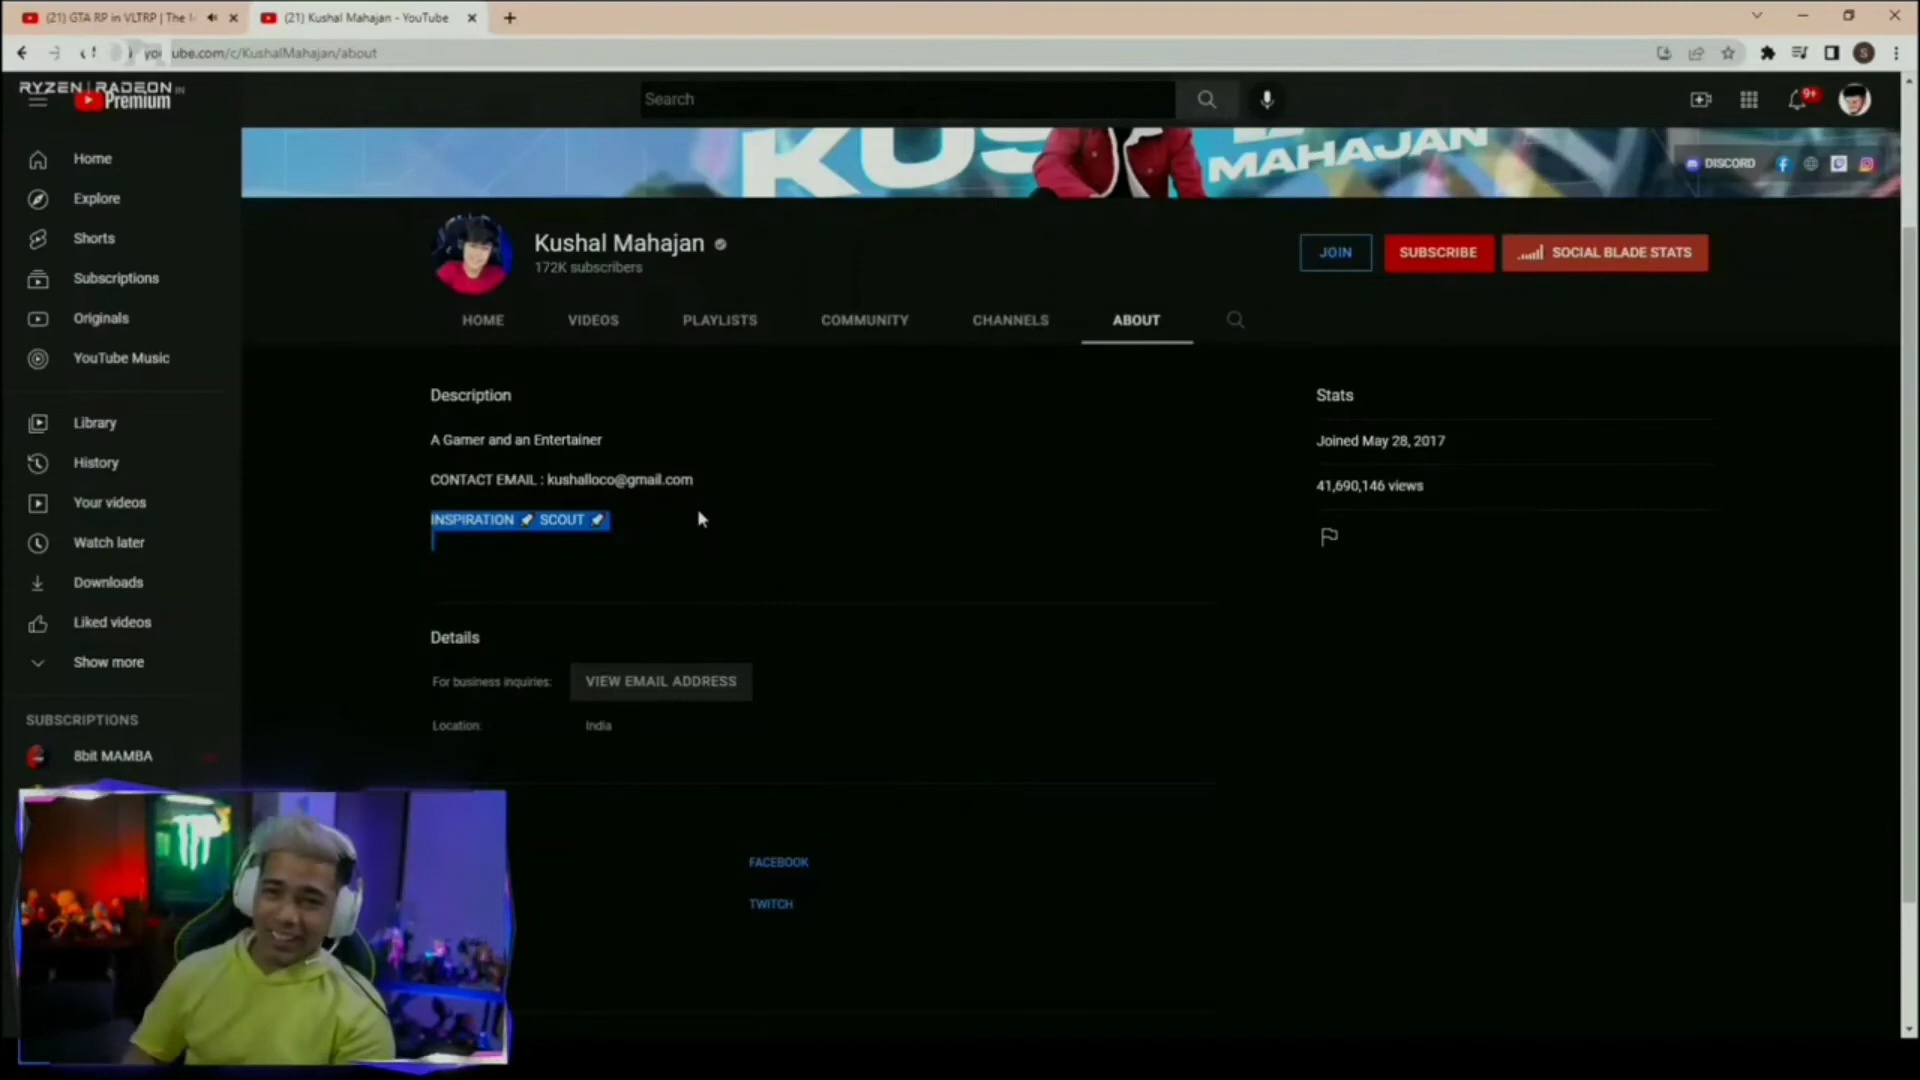 (21) GTA RP in VLTRP | The I
(21) Kushal Mahajan - YouTube
ube.com/c/KushalMahajan/about
RYZEN | RADEON
IN
Premium
Search
9+
KUS
MAHAJAN
DISCORD
Home
Explore
Shorts
Subscriptions
Originals
YouTube Music
Library
History
Your videos
Watch later
Downloads
Liked videos
Show more
SUBSCRIPTIONS
8bit MAMBA
Kushal Mahajan
172K subscribers
JOIN
SUBSCRIBE
SOCIAL BLADE STATS
HOME
VIDEOS
PLAYLISTS
COMMUNITY
CHANNELS
ABOUT
Description
A Gamer and an Entertainer
CONTACT EMAIL : kushalloco@gmail.com
INSPIRATION 🚀 SCOUT 🚀
Stats
Joined May 28, 2017
41,690,146 views
Details
For business inquiries:
VIEW EMAIL ADDRESS
Location:
India
FACEBOOK
TWITCH